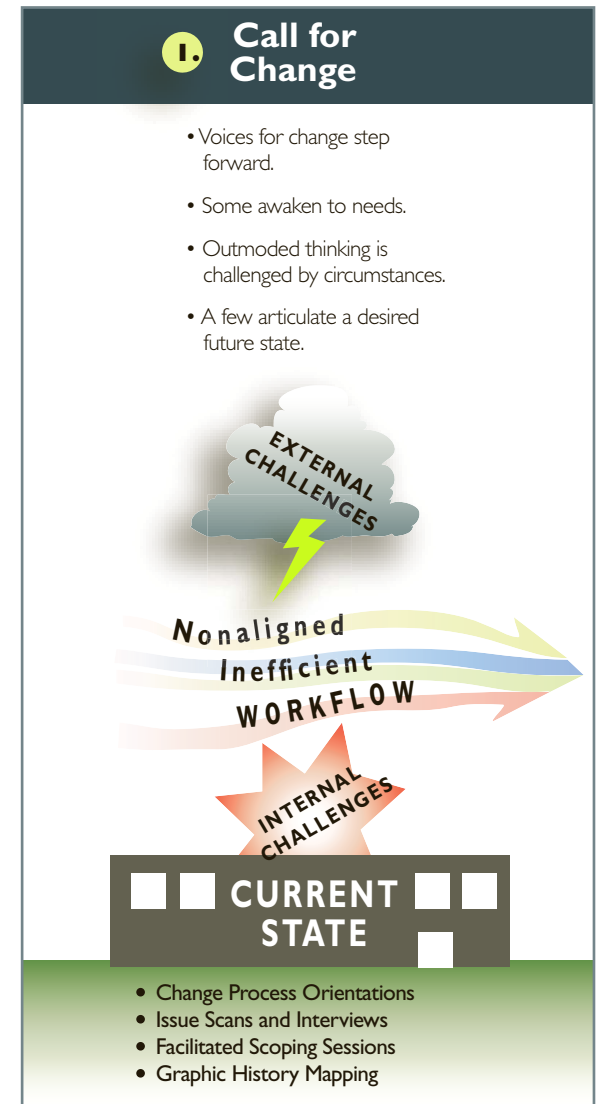 1.
Call for
Change
• Voices for change step
forward.
• Some awaken to needs.
• Outmoded thinking is
challenged by circumstances.
• A few articulate a desired
future state.
EXTERNAL
CHALLENGES
Nonaligned
Inefficient
WORKFLOW
INTERNAL
CHALLENGES
CURRENT
STATE
• Change Process Orientations
• Issue Scans and Interviews
• Facilitated Scoping Sessions
• Graphic History Mapping